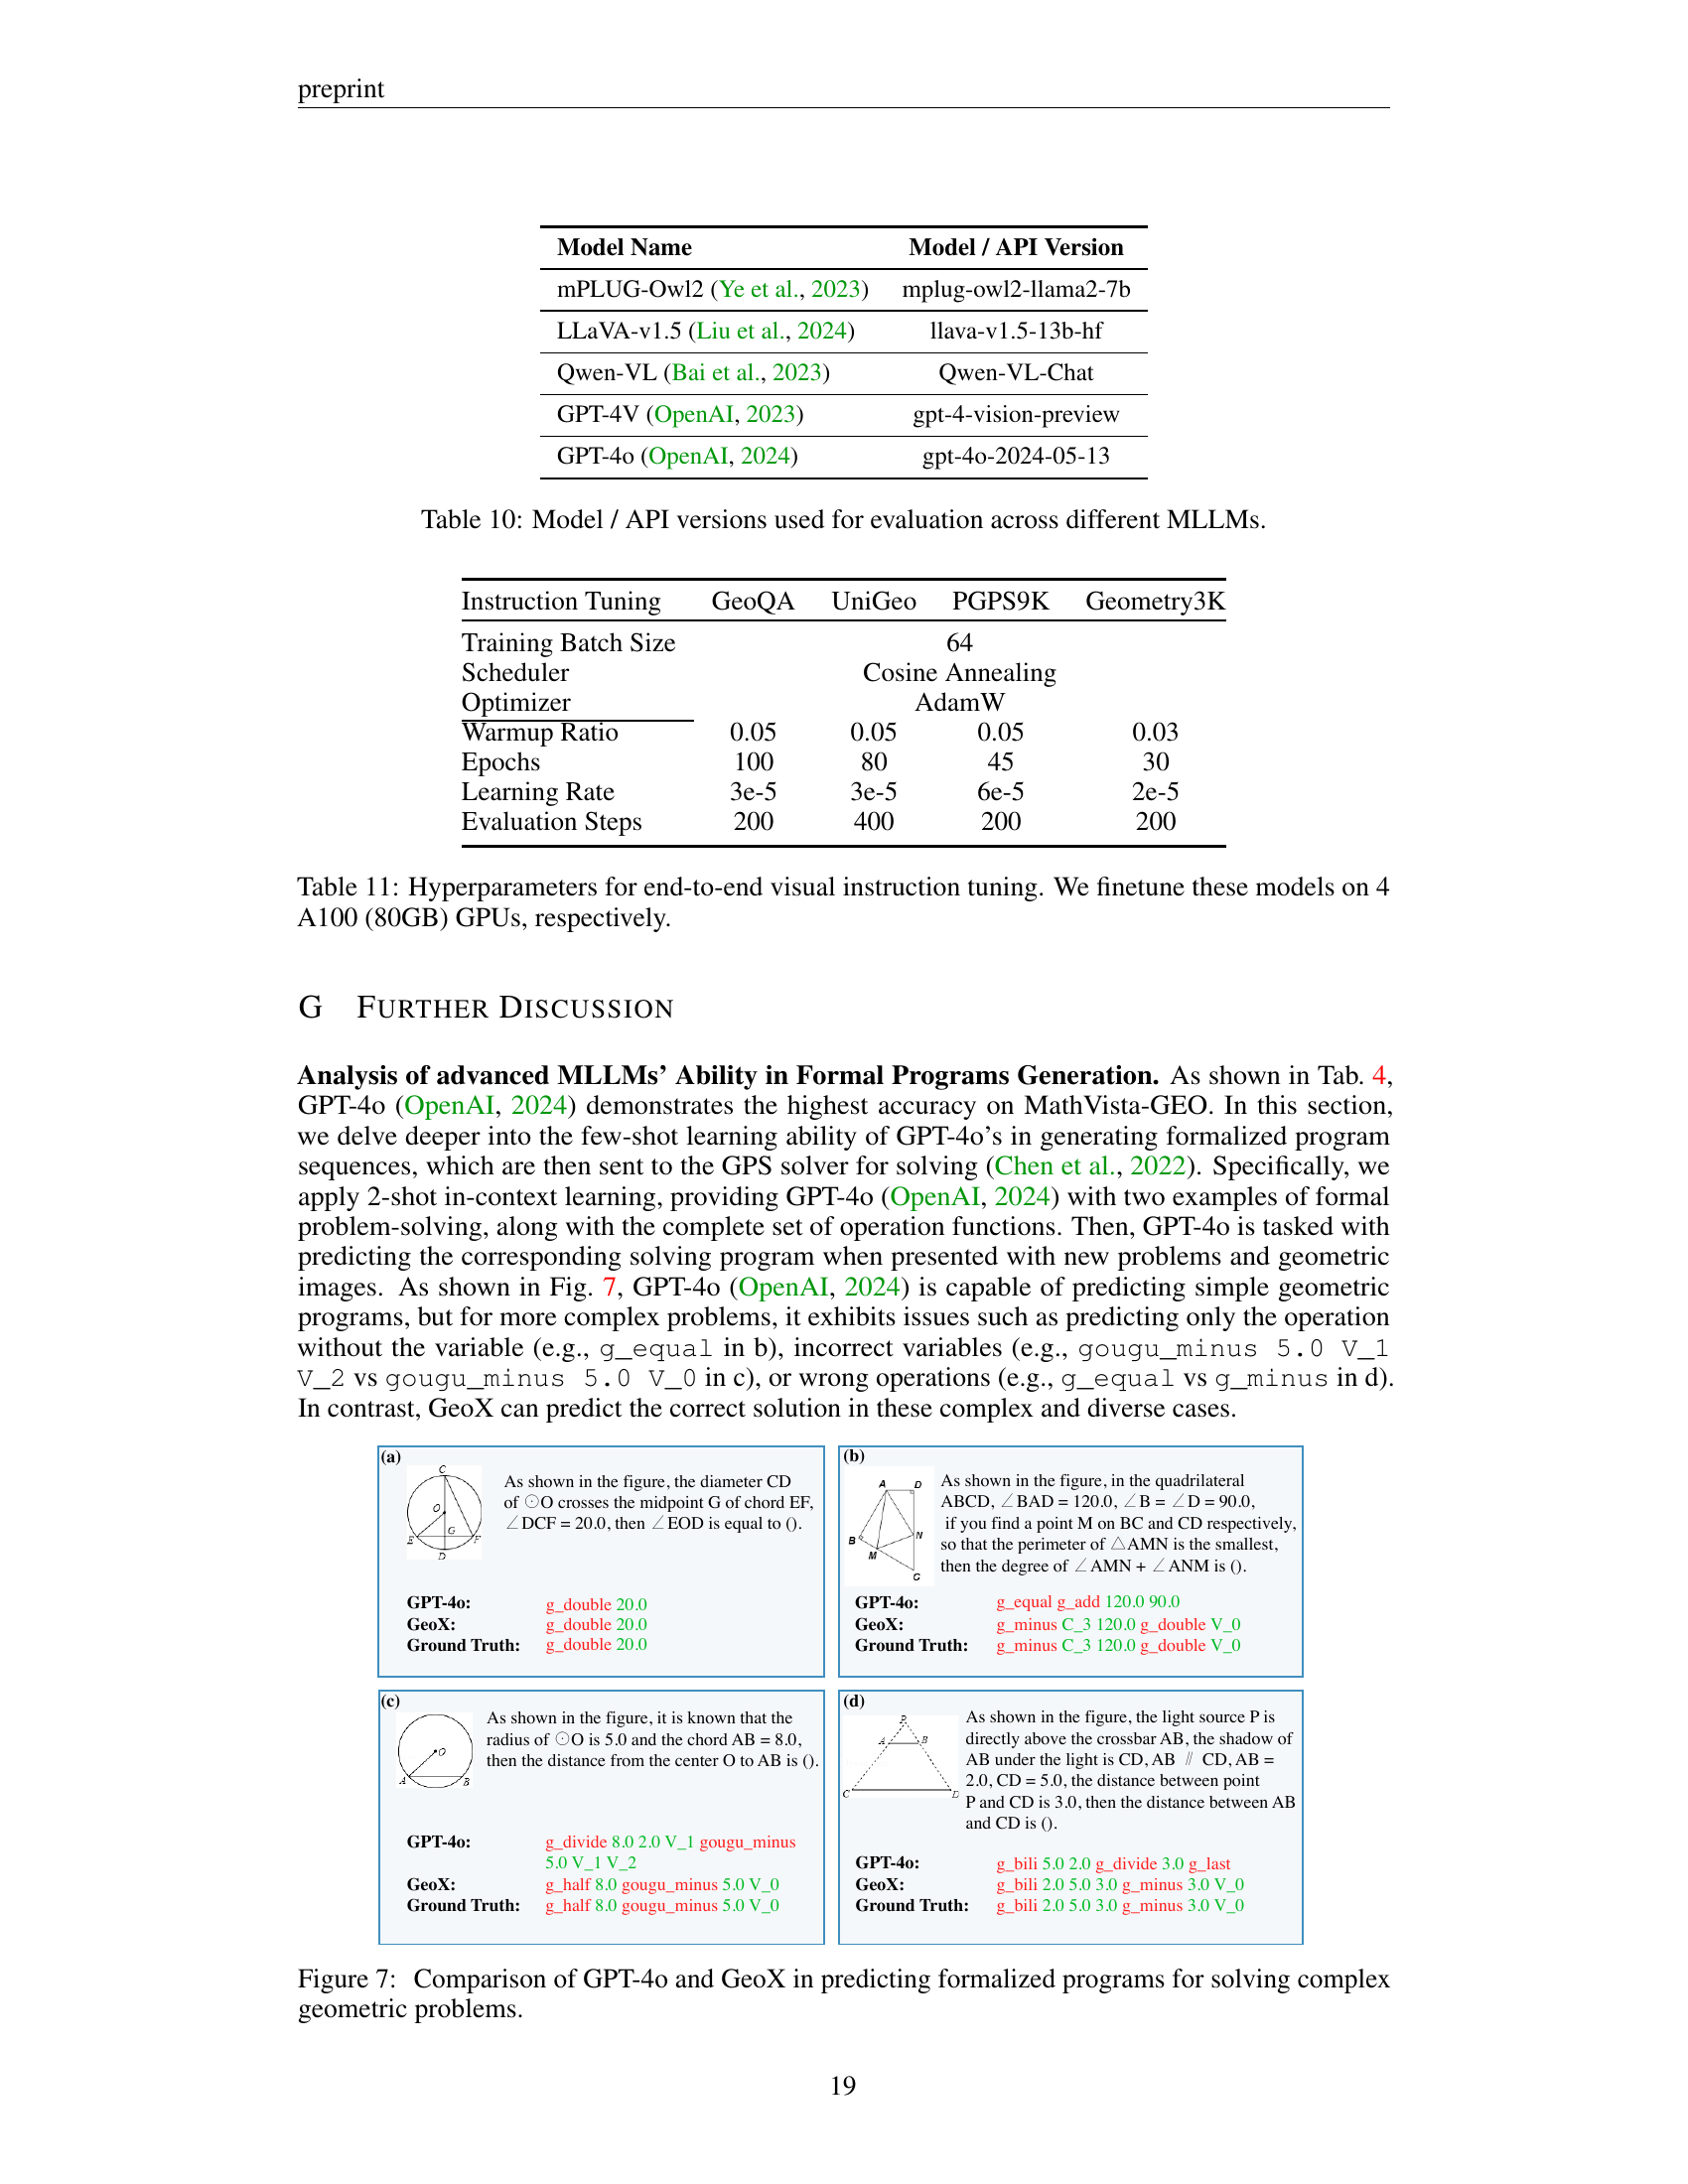 preprint
Model Name Model / API Version
mPLUG-Owl2 (Ye et al., 2023) mplug-owl2-llama2-7b
LLaVA-v1.5 (Liu et al., 2024) llava-v1.5-13b-hf
Qwen-VL (Bai et al., 2023) Qwen-VL-Chat
GPT-4V (OpenAI, 2023) gpt-4-vision-preview
GPT-4o (OpenAI, 2024) gpt-4o-2024-05-13
Table 10: Model / API versions used for evaluation across different MLLMs.
Instruction Tuning GeoQA UniGeo PGPS9K Geometry3K
Training Batch Size 64
Scheduler Cosine Annealing
Optimizer AdamW
Warmup Ratio 0.05 0.05 0.05 0.03
Epochs 100 80 45 30
Learning Rate 3e-5 3e-5 6e-5 2e-5
Evaluation Steps 200 400 200 200
Table 11: Hyperparameters for end-to-end visual instruction tuning. We finetune these models on 4
A100 (80GB) GPUs, respectively.
G FURTHER DISCUSSION
Analysis of advanced MLLMs' Ability in Formal Programs Generation. As shown in Tab. 4,
GPT-4o (OpenAI, 2024) demonstrates the highest accuracy on MathVista-GEO. In this section,
we delve deeper into the few-shot learning ability of GPT-4o's in generating formalized program
sequences, which are then sent to the GPS solver for solving (Chen et al., 2022). Specifically, we
apply 2-shot in-context learning, providing GPT-4o (OpenAI, 2024) with two examples of formal
problem-solving, along with the complete set of operation functions. Then, GPT-4o is tasked with
predicting the corresponding solving program when presented with new problems and geometric
images. As shown in Fig. 7, GPT-4o (OpenAI, 2024) is capable of predicting simple geometric
programs, but for more complex problems, it exhibits issues such as predicting only the operation
without the variable (e.g., g_equal in b), incorrect variables (e.g., gougu_minus 5.0 V_1
V_2 vs gougu_minus 5.0 V_0 in c), or wrong operations (e.g., g_equal vs g_minus in d).
In contrast, GeoX can predict the correct solution in these complex and diverse cases.
(a)
C
O
G
E
F
D
As shown in the figure, the diameter CD
of ⊙O crosses the midpoint G of chord EF,
∠DCF = 20.0, then ∠EOD is equal to ().
GPT-4o: g_double 20.0
GeoX: g_double 20.0
Ground Truth: g_double 20.0
(b)
A D
B
N
M
C
As shown in the figure, in the quadrilateral
ABCD, ∠BAD = 120.0, ∠B = ∠D = 90.0,
if you find a point M on BC and CD respectively,
so that the perimeter of △AMN is the smallest,
then the degree of ∠AMN + ∠ANM is ().
GPT-4o: g_equal g_add 120.0 90.0
GeoX: g_minus C_3 120.0 g_double V_0
Ground Truth: g_minus C_3 120.0 g_double V_0
(c)
O
A B
As shown in the figure, it is known that the
radius of ⊙O is 5.0 and the chord AB = 8.0,
then the distance from the center O to AB is ().
GPT-4o: g_divide 8.0 2.0 V_1 gougu_minus
5.0 V_1 V_2
GeoX: g_half 8.0 gougu_minus 5.0 V_0
Ground Truth: g_half 8.0 gougu_minus 5.0 V_0
(d)
P
A B
C D
As shown in the figure, the light source P is
directly above the crossbar AB, the shadow of
AB under the light is CD, AB ∥ CD, AB =
2.0, CD = 5.0, the distance between point
P and CD is 3.0, then the distance between AB
and CD is ().
GPT-4o: g_bili 5.0 2.0 g_divide 3.0 g_last
GeoX: g_bili 2.0 5.0 3.0 g_minus 3.0 V_0
Ground Truth: g_bili 2.0 5.0 3.0 g_minus 3.0 V_0
Figure 7: Comparison of GPT-4o and GeoX in predicting formalized programs for solving complex
geometric problems.
19